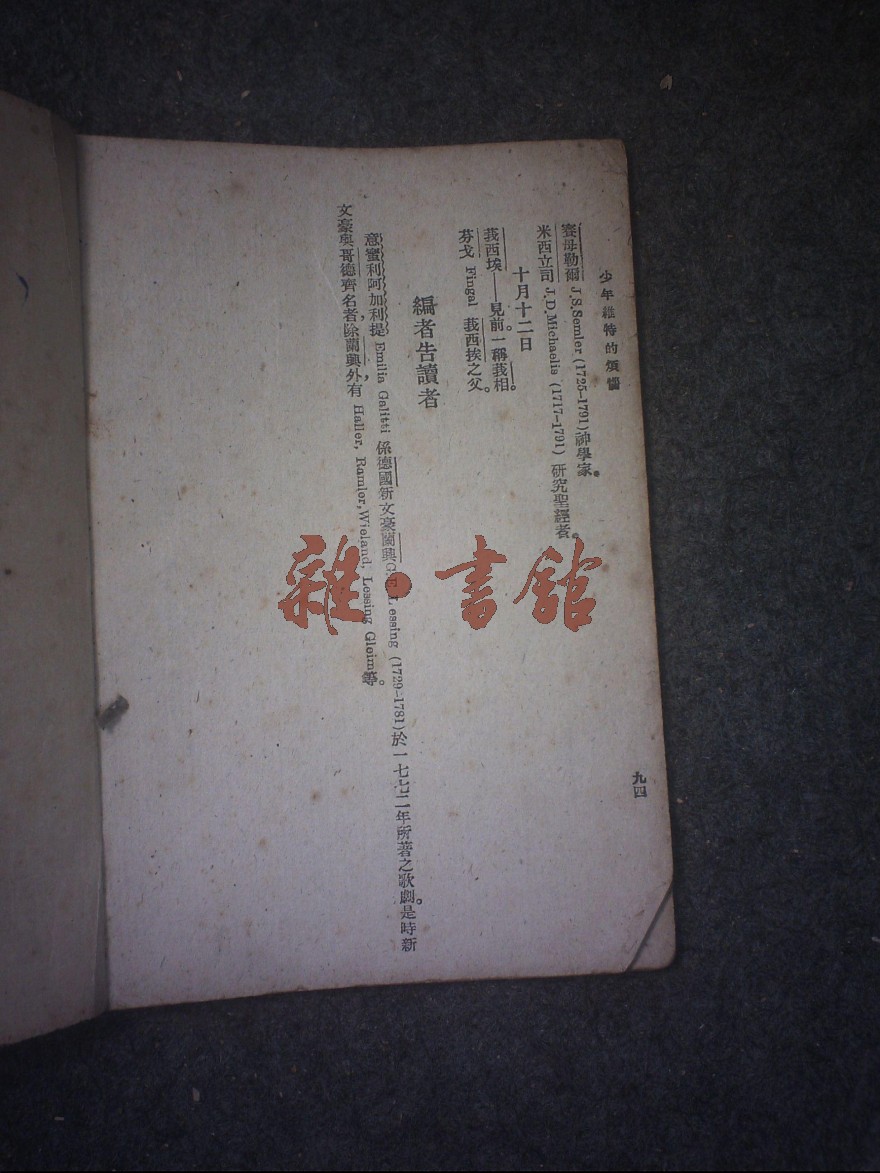 少年維特的煩惱
九四
賽母勒爾 J.S.Semler (1725-1791)神學家。
米西立司 J.D.Michaelis (1717-1791) 研究聖經者。
十月十二日
莪西埃——見前。一稱莪相。
芬戈 Fingal 莪西挨之父。
編者告讀者
意蜜利阿加利提 Emilia Galitti 係德國新文豪蘭興G.E.Lessing (1729-1781)於一七七二年所著之歌劇。是時新
文豪與哥德齊名者，除蘭興外，有 Haller, Ramler, Wieland, Lessing Gleim等。
雜·書館